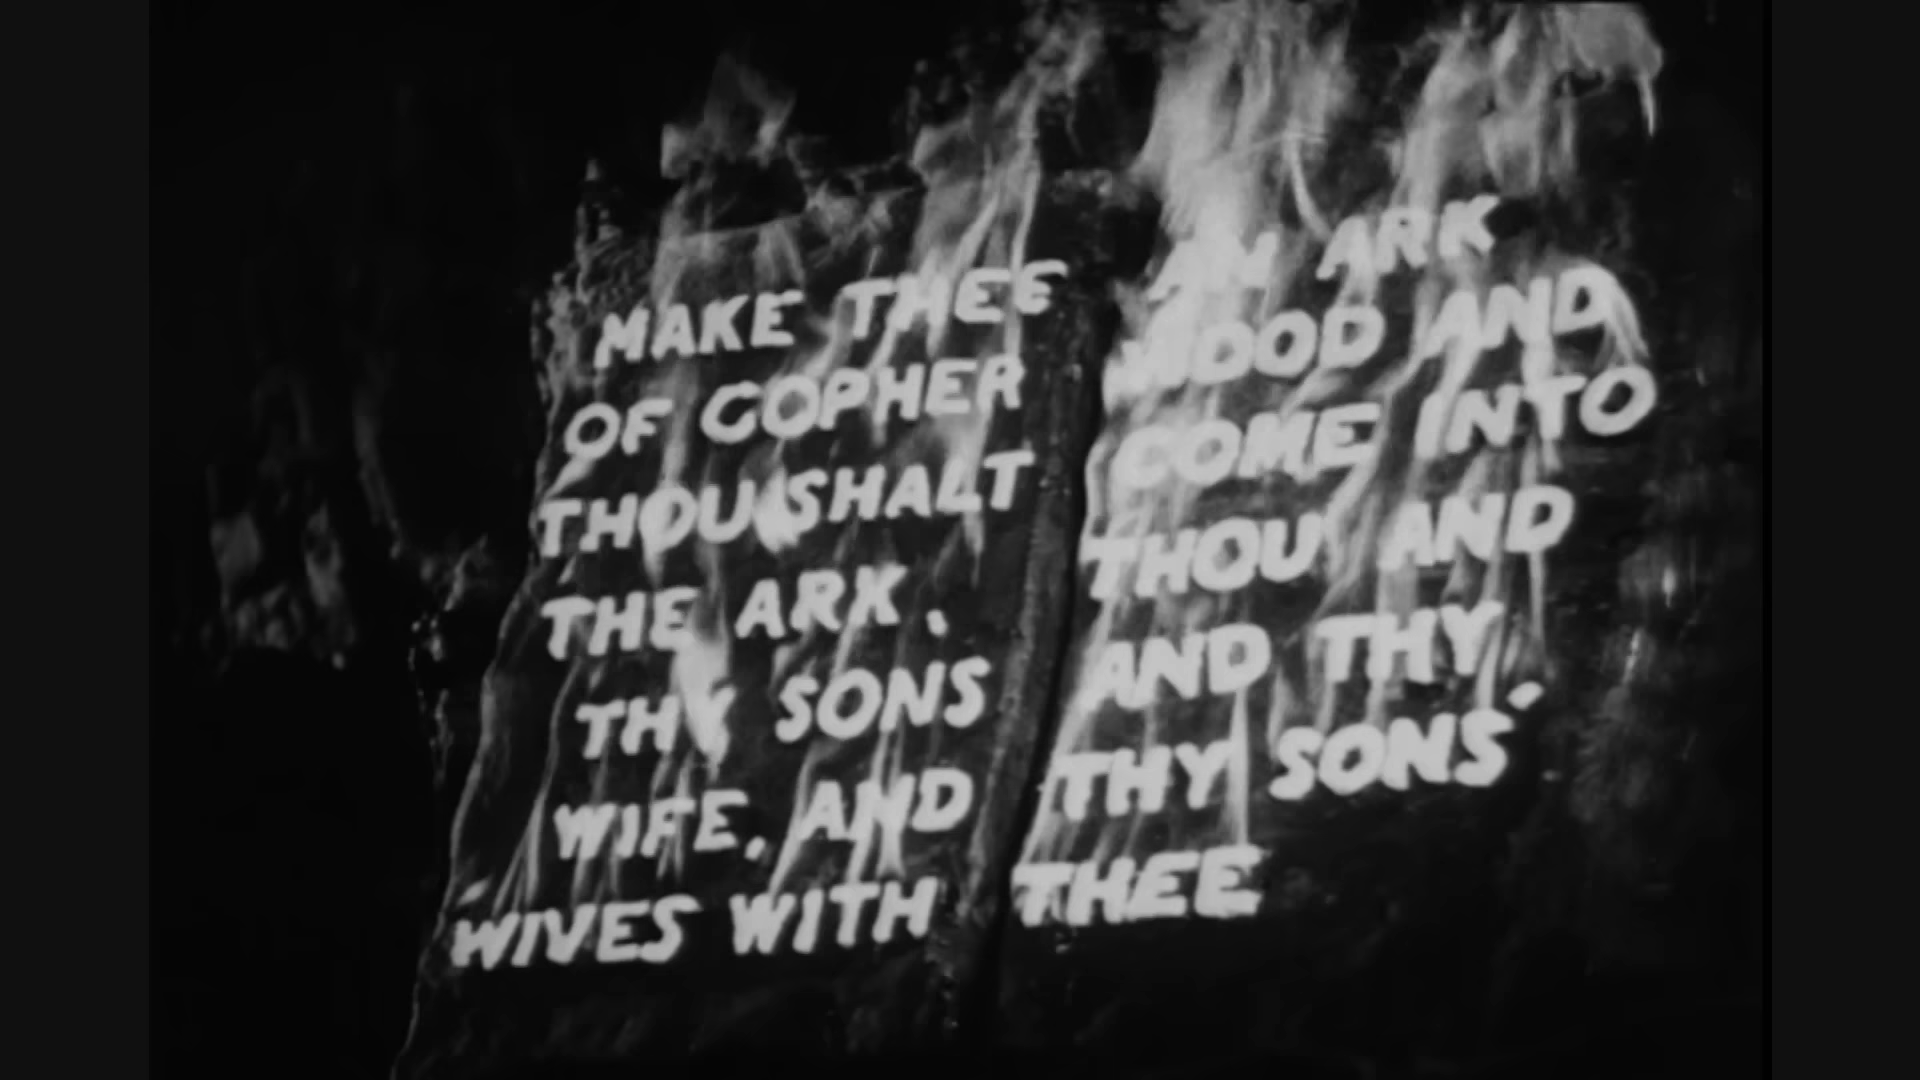 MAKE THEE AN ARK
OF GOPHER WOOD AND
THOU SHALT COME INTO
THE ARK, THOU AND
THY SONS AND THY
WIFE, AND THY SONS'
WIVES WITH THEE